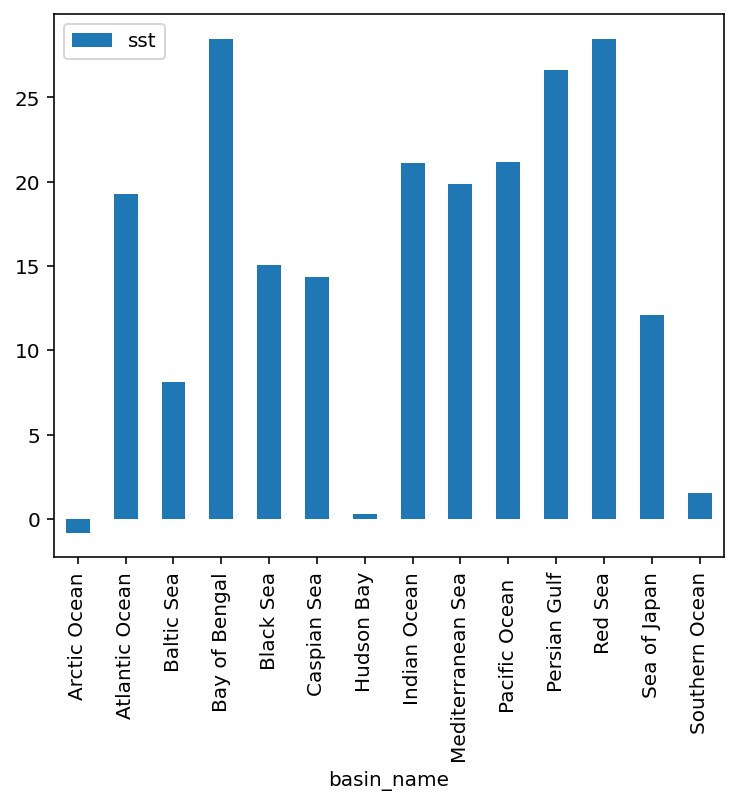 sst
25
20
15
10
5
0
Arctic Ocean
Atlantic Ocean
Baltic Sea
Bay of Bengal
Black Sea
Caspian Sea
Hudson Bay
Indian Ocean
Mediterranean Sea
Pacific Ocean
Persian Gulf
Red Sea
Sea of Japan
Southern Ocean
basin_name